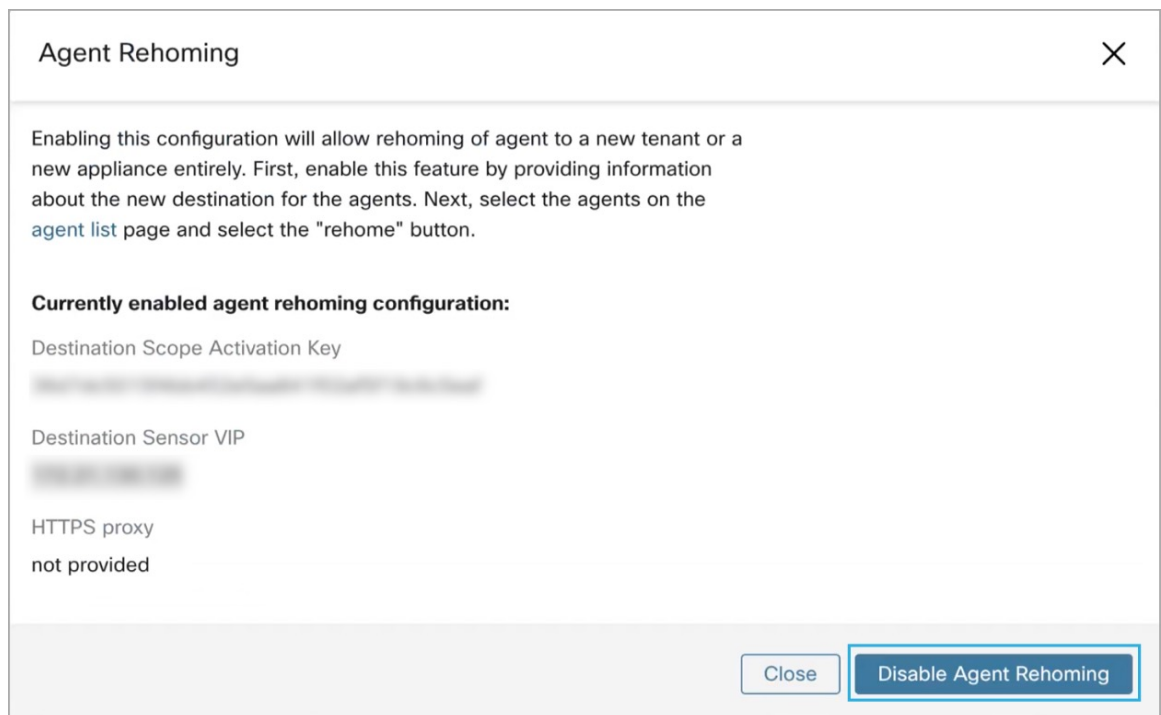 Agent Rehoming
Enabling this configuration will allow rehoming of agent to a new tenant or a
new appliance entirely. First, enable this feature by providing information
about the new destination for the agents. Next, select the agents on the
agent list page and select the "rehome" button.
Currently enabled agent rehoming configuration:
Destination Scope Activation Key
Destination Sensor VIP
HTTPS proxy
not provided
Close
Disable Agent Rehoming